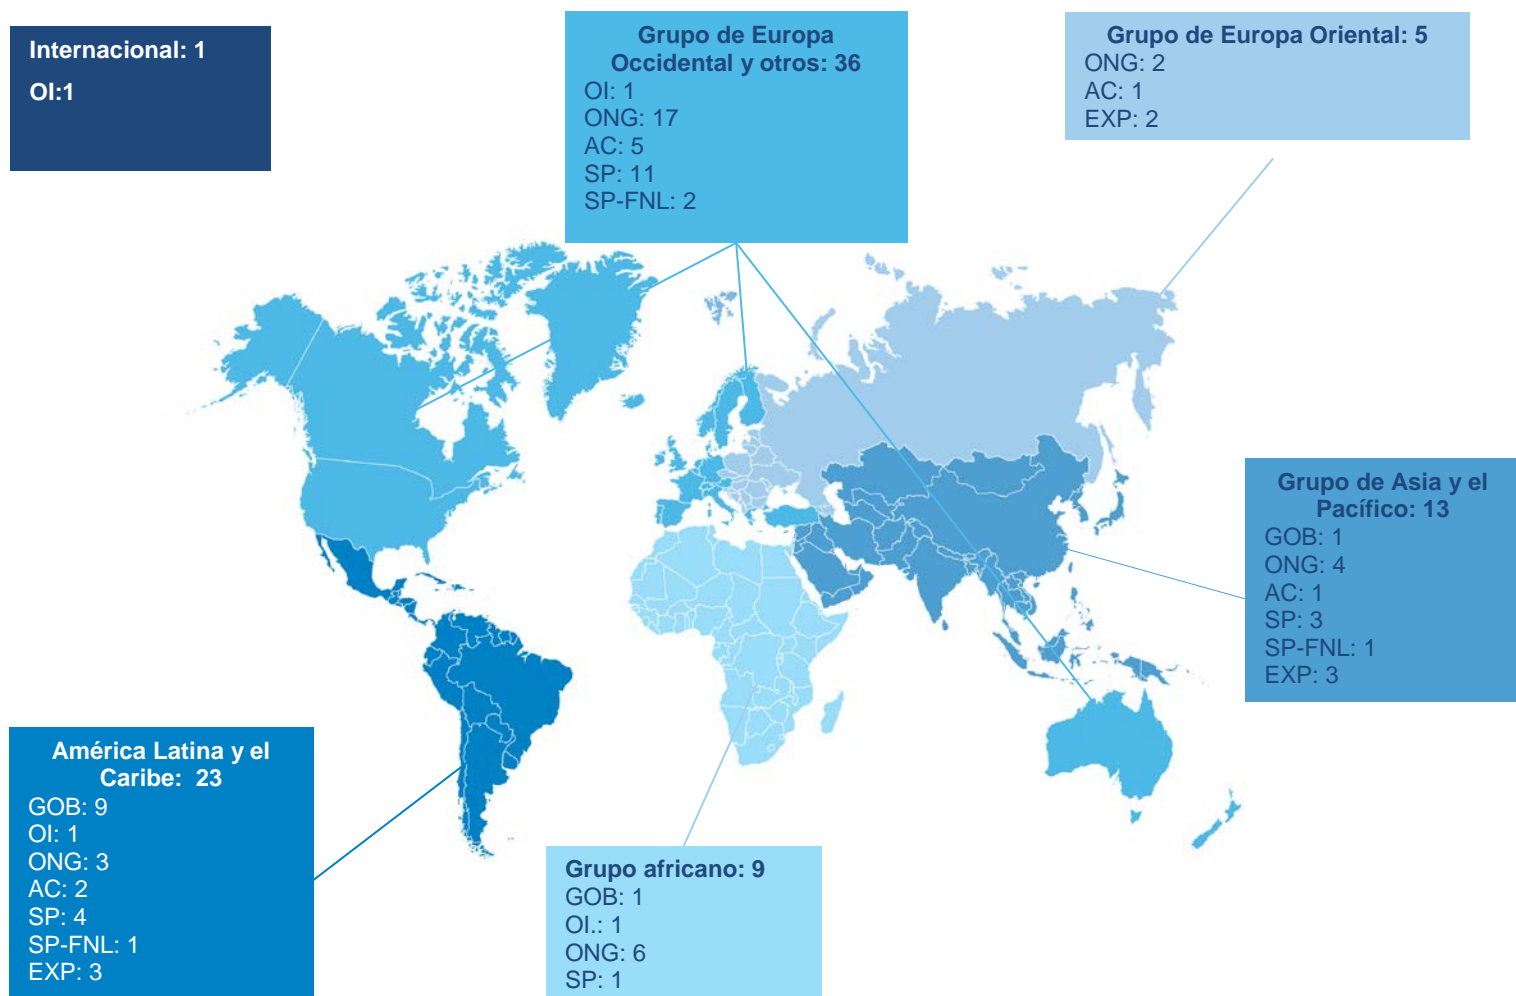 Internacional: 1
OI:1
Grupo de Europa
Occidental y otros: 36
OI: 1
ONG: 17
AC: 5
SP: 11
SP-FNL: 2
Grupo de Europa Oriental: 5
ONG: 2
AC: 1
EXP: 2
Grupo de Asia y el
Pacífico: 13
GOB: 1
ONG: 4
AC: 1
SP: 3
SP-FNL: 1
EXP: 3
América Latina y el
Caribe: 23
GOB: 9
OI: 1
ONG: 3
AC: 2
SP: 4
SP-FNL: 1
EXP: 3
Grupo africano: 9
GOB: 1
OI.: 1
ONG: 6
SP: 1